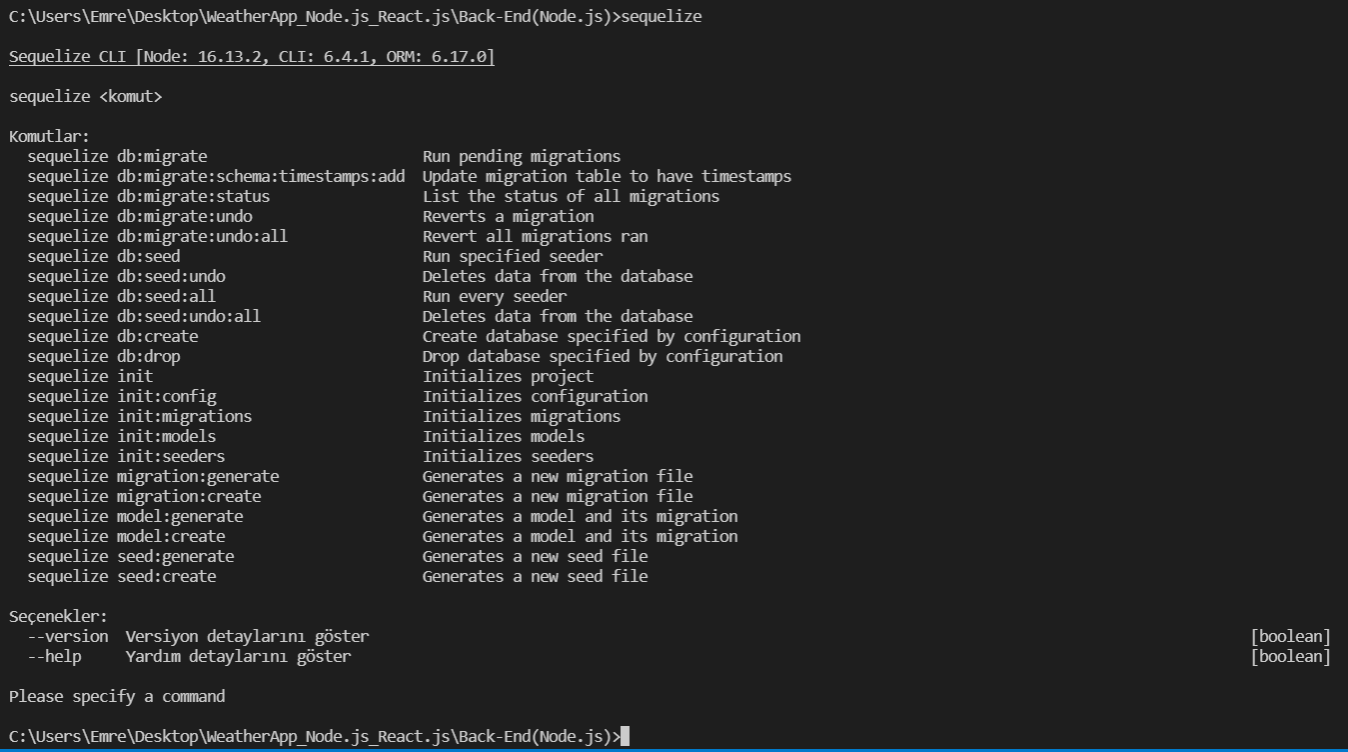 C:\Users\Emre\Desktop\WeatherApp_Node.js_React.js\Back-End(Node.js)>sequelize
Sequelize CLI [Node: 16.13.2, CLI: 6.4.1, ORM: 6.17.0]
sequelize <komut>
Komutlar:
sequelize db:migrate Run pending migrations
sequelize db:migrate:schema:timestamps:add Update migration table to have timestamps
sequelize db:migrate:status List the status of all migrations
sequelize db:migrate:undo Reverts a migration
sequelize db:migrate:undo:all Revert all migrations ran
sequelize db:seed Run specified seeder
sequelize db:seed:undo Deletes data from the database
sequelize db:seed:all Run every seeder
sequelize db:seed:undo:all Deletes data from the database
sequelize db:create Create database specified by configuration
sequelize db:drop Drop database specified by configuration
sequelize init Initializes project
sequelize init:config Initializes configuration
sequelize init:migrations Initializes migrations
sequelize init:models Initializes models
sequelize init:seeders Initializes seeders
sequelize migration:generate Generates a new migration file
sequelize migration:create Generates a new migration file
sequelize model:generate Generates a model and its migration
sequelize model:create Generates a model and its migration
sequelize seed:generate Generates a new seed file
sequelize seed:create Generates a new seed file
Seçenekler:
--version Versiyon detaylarını göster [boolean]
--help Yardım detaylarını göster [boolean]
Please specify a command
C:\Users\Emre\Desktop\WeatherApp_Node.js_React.js\Back-End(Node.js)>